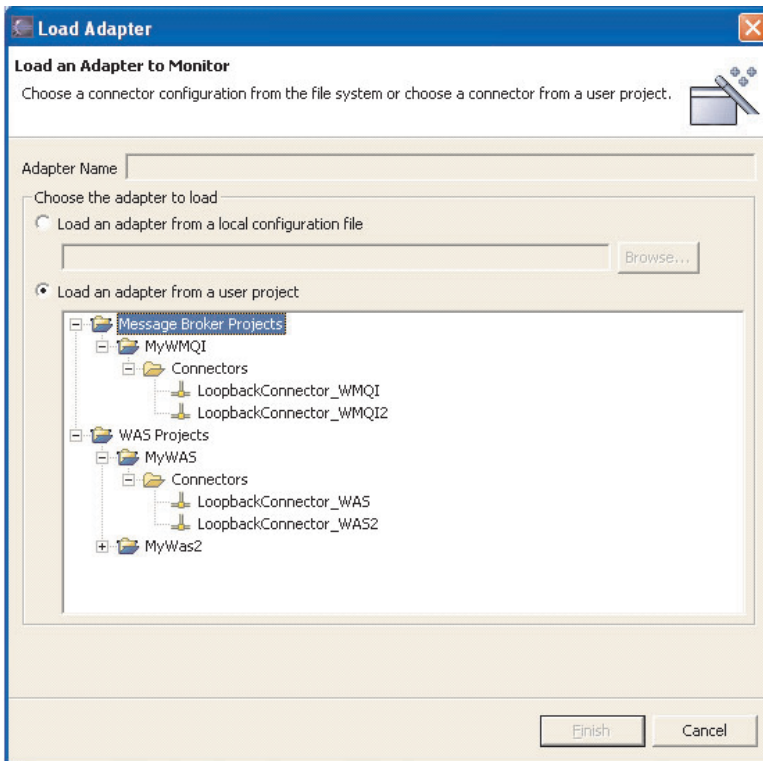 Load Adapter
Load an Adapter to Monitor
Choose a connector configuration from the file system or choose a connector from a user project.
Adapter Name
Choose the adapter to load
Load an adapter from a local configuration file
Browse...
Load an adapter from a user project
Message Broker Projects
MyWMQI
Connectors
LoopbackConnector_WMQI
LoopbackConnector_WMQI2
WAS Projects
MyWAS
Connectors
LoopbackConnector_WAS
LoopbackConnector_WAS2
MyWas2
Finish Cancel